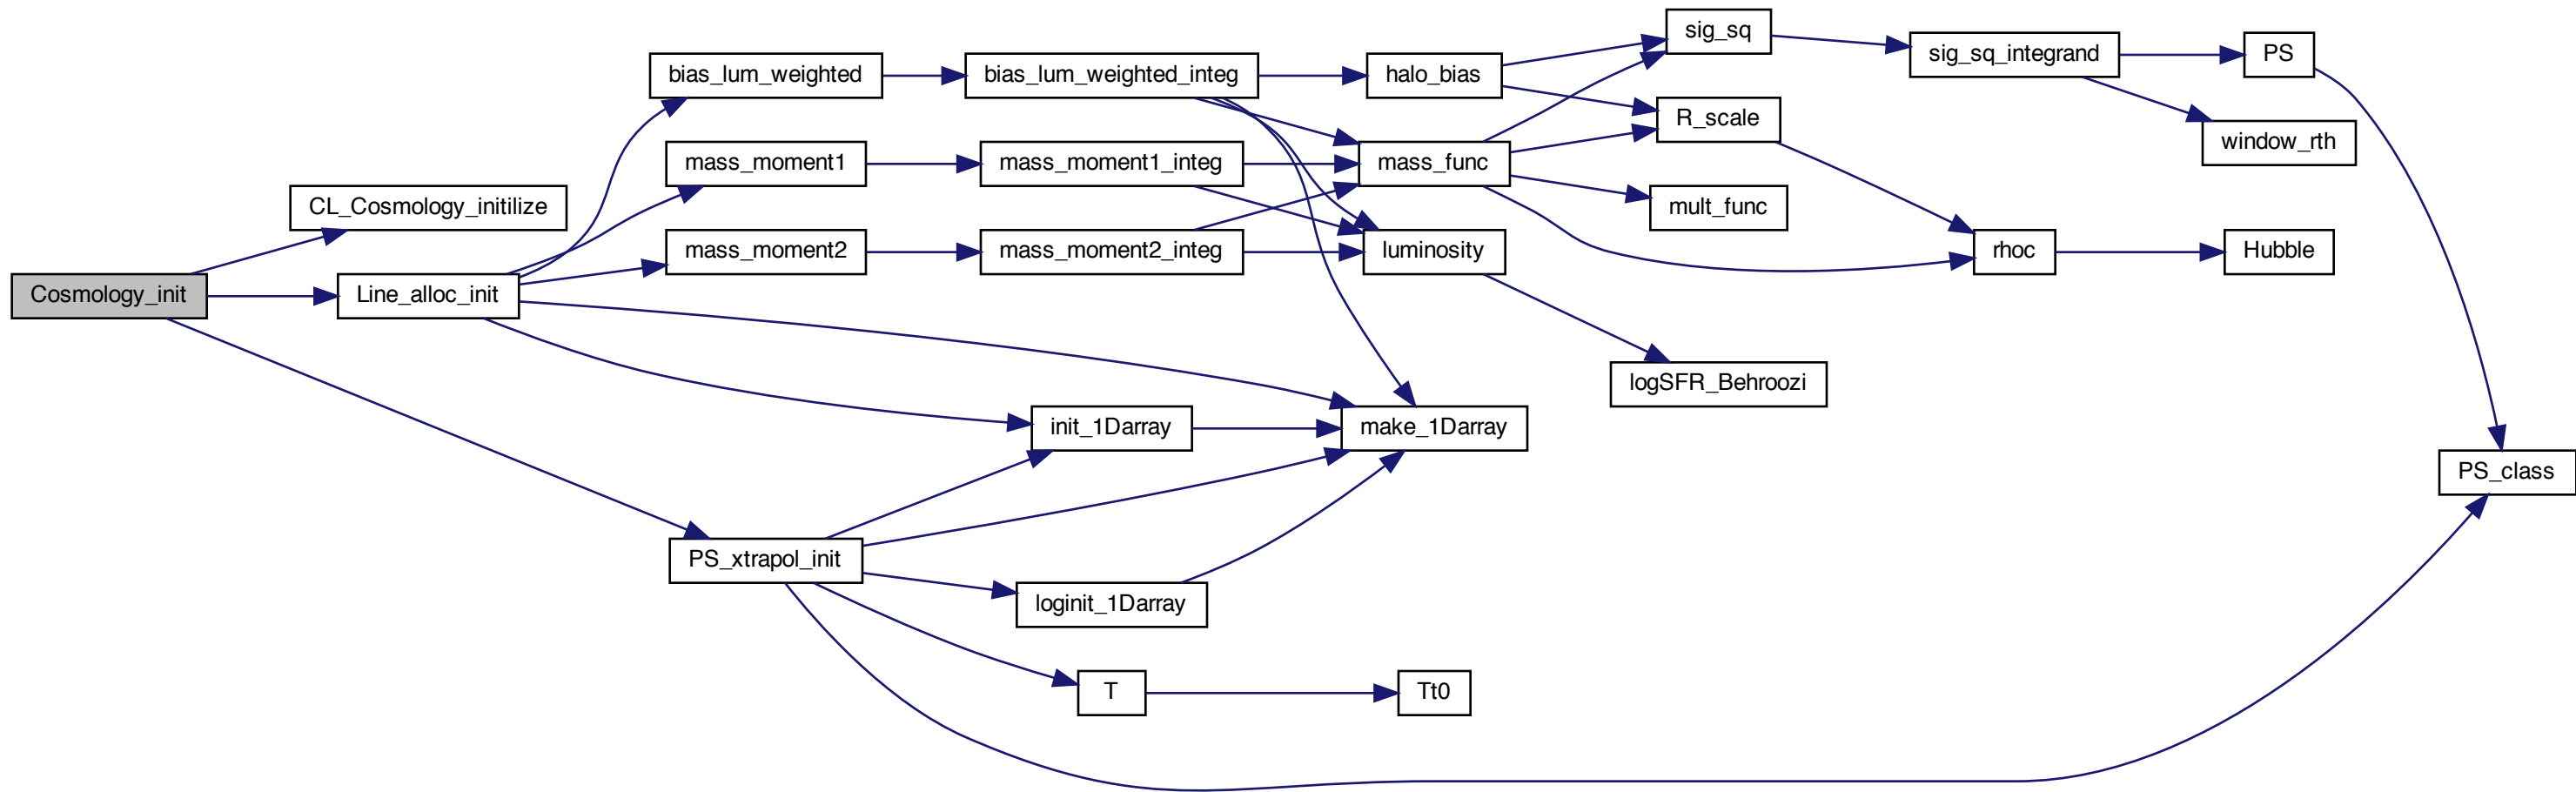 Cosmology_init
CL_Cosmology_initilize
Line_alloc_init
bias_lum_weighted
mass_moment1
mass_moment2
PS_xtrapol_init
bias_lum_weighted_integ
mass_moment1_integ
mass_moment2_integ
init_1Darray
loginit_1Darray
T
halo_bias
mass_func
luminosity
make_1Darray
Tt0
sig_sq
R_scale
mult_func
logSFR_Behroozi
sig_sq_integrand
rhoc
PS
window_rth
Hubble
PS_class